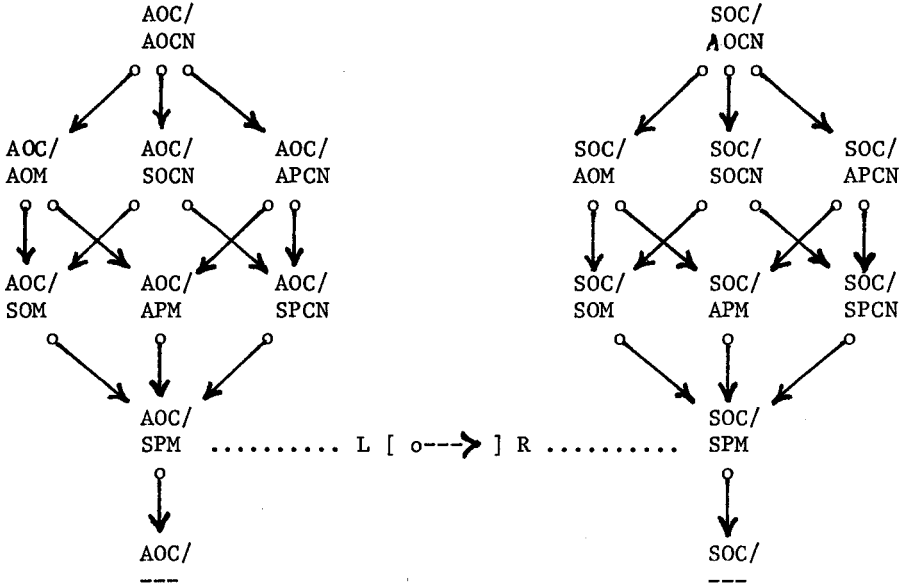 AOC/ SOC/
AOCN AOCN
AOC/ AOC/ AOC/ SOC/ SOC/ SOC/
AOM SOCN APCN AOM SOCN APCN
AOC/ AOC/ AOC/ SOC/ SOC/ SOC/
SOM APM SPCN SOM APM SPCN
AOC/ SOC/
SPM .......... L [ o---> ] R .......... SPM
AOC/ SOC/
--- ---